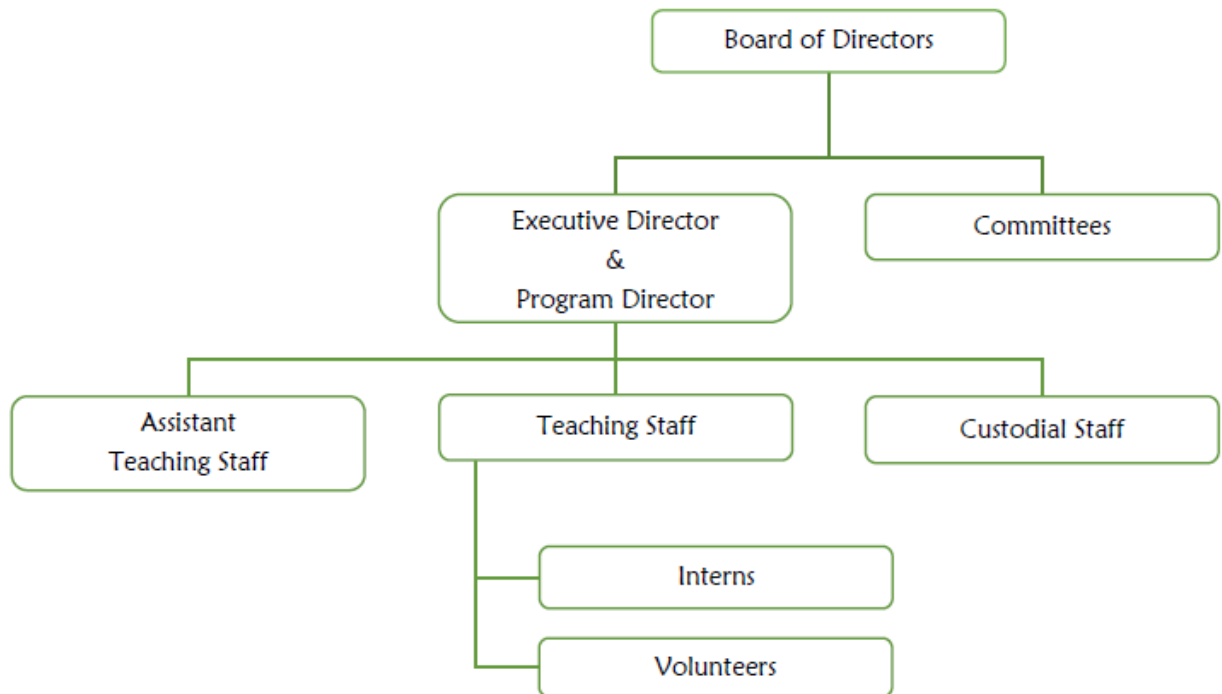 Board of Directors
Executive Director
&
Program Director
Committees
Assistant
Teaching Staff
Teaching Staff
Custodial Staff
Interns
Volunteers